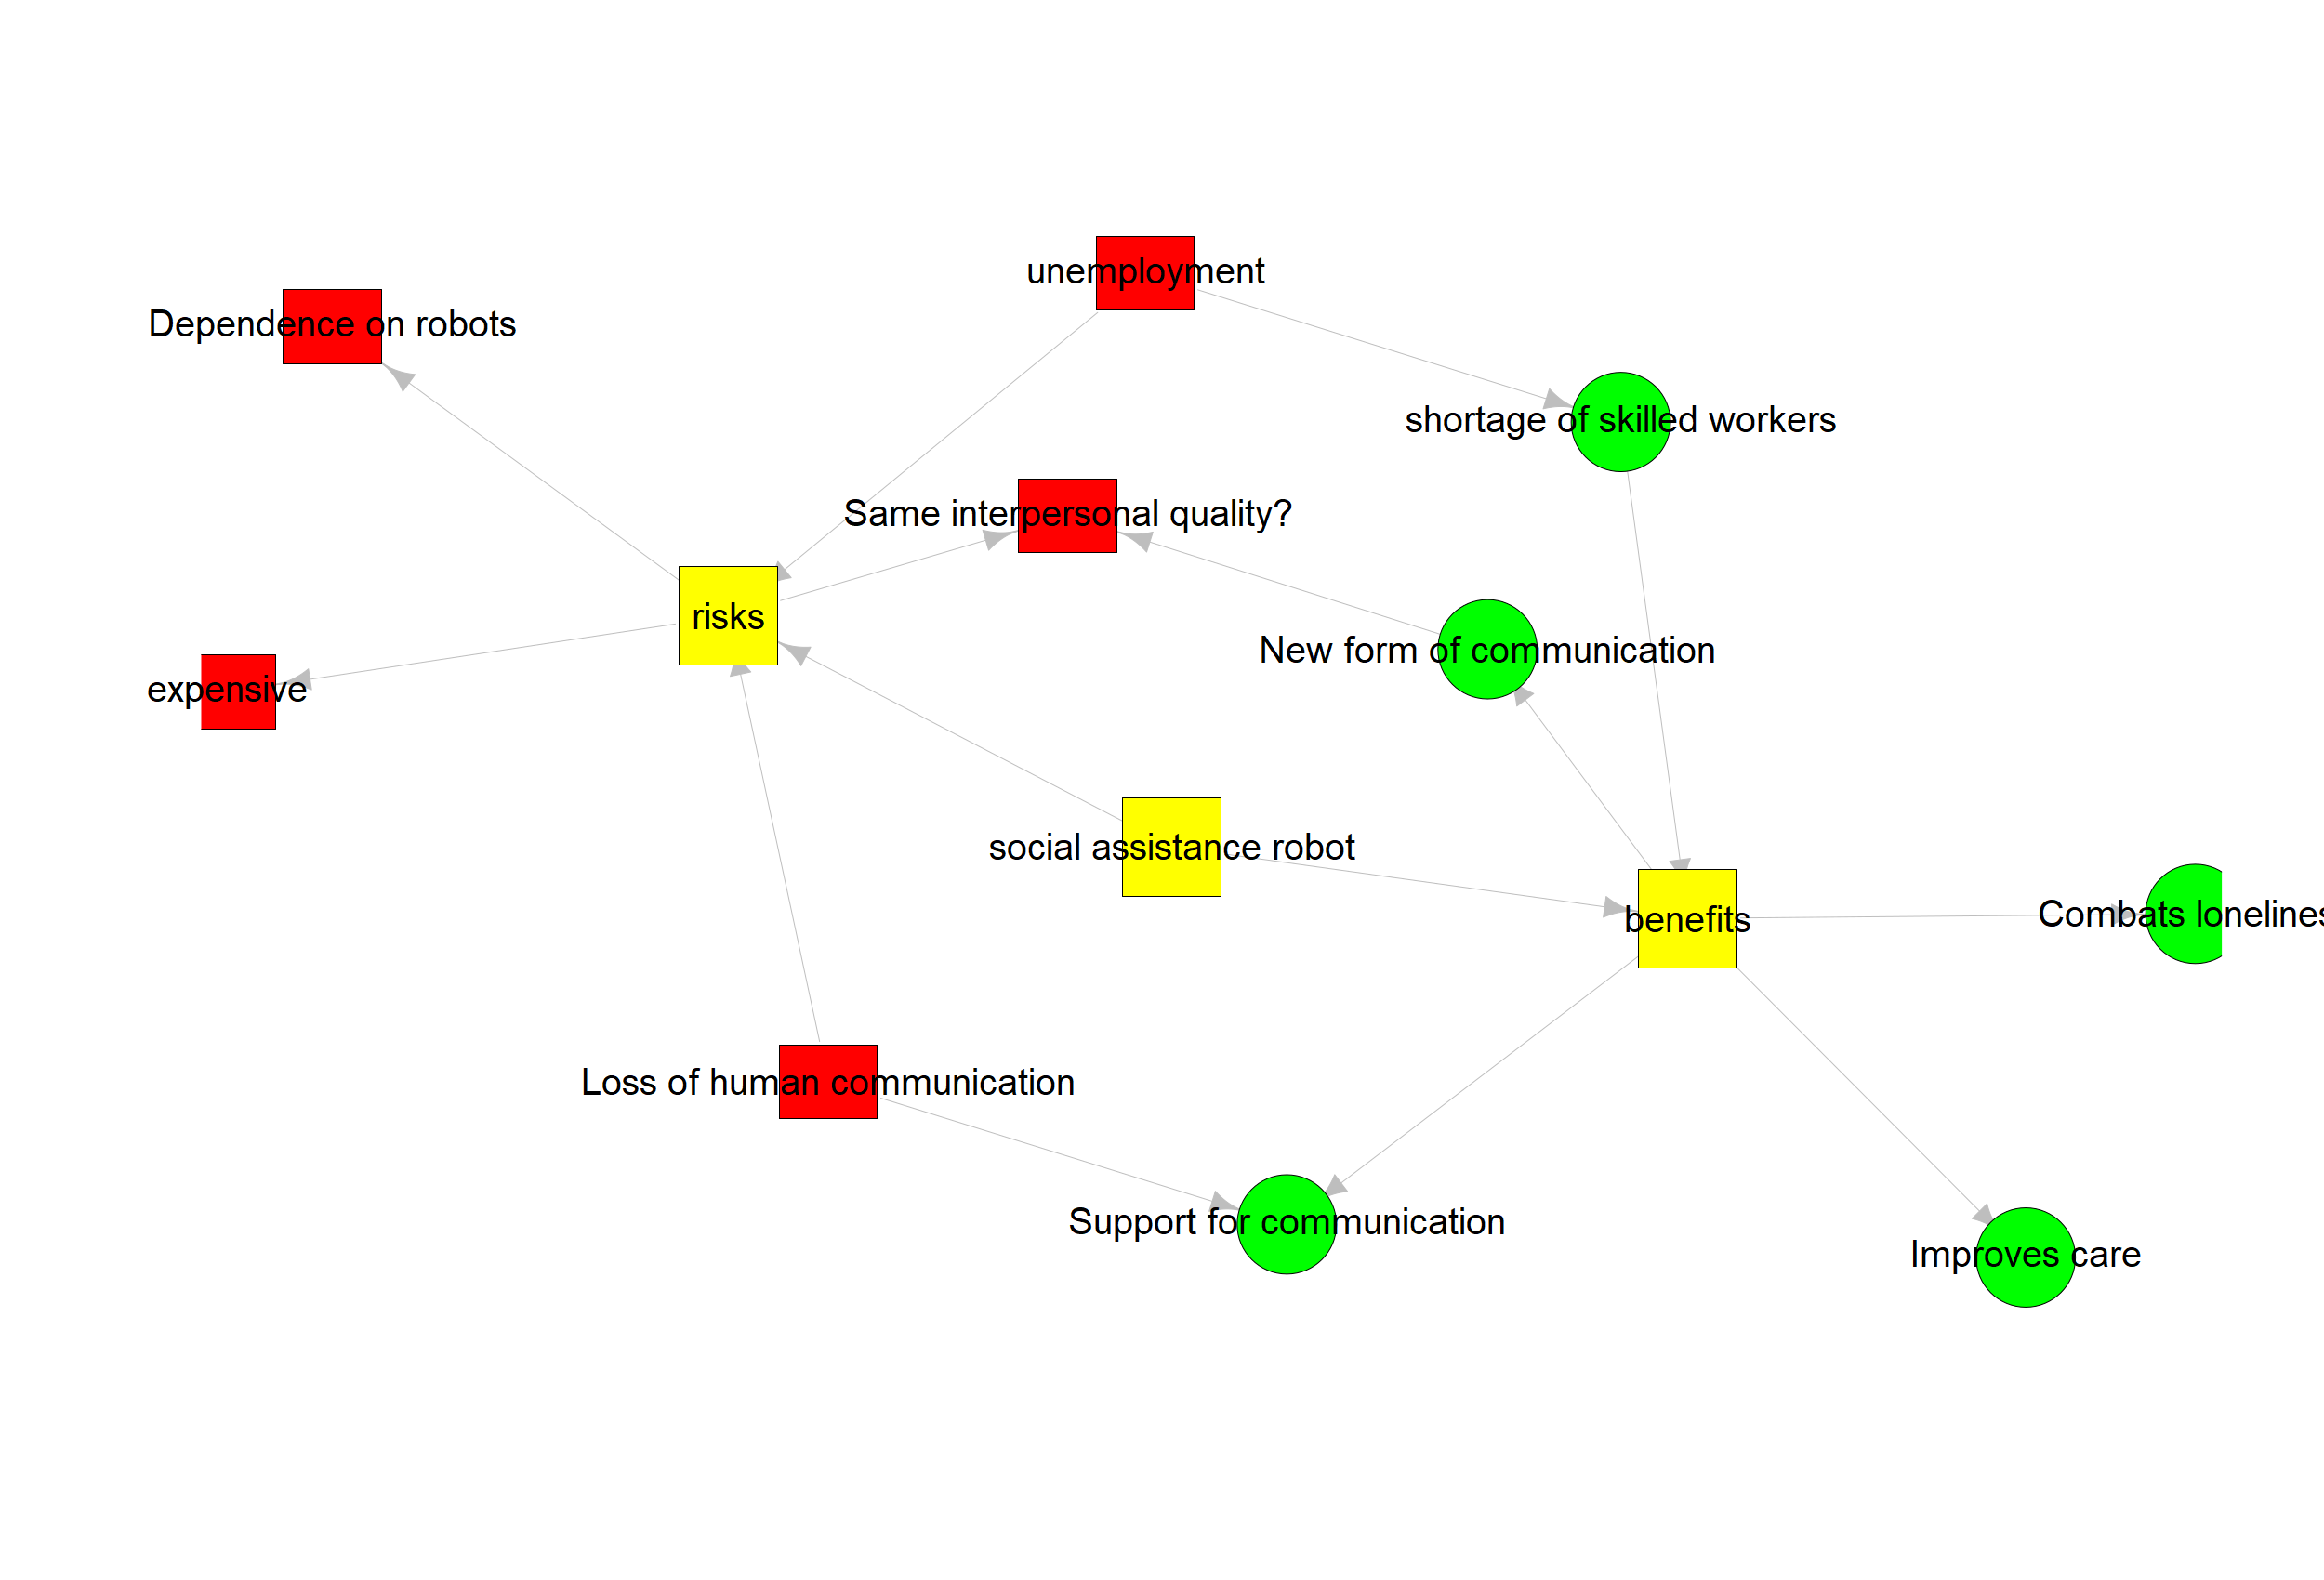 unemployment
Dependence on robots
shortage of skilled workers
Same interpersonal quality?
risks
New form of communication
expensive
social assistance robot
Combats lonelines
benefits
Loss of human communication
Support for communication
Improves care